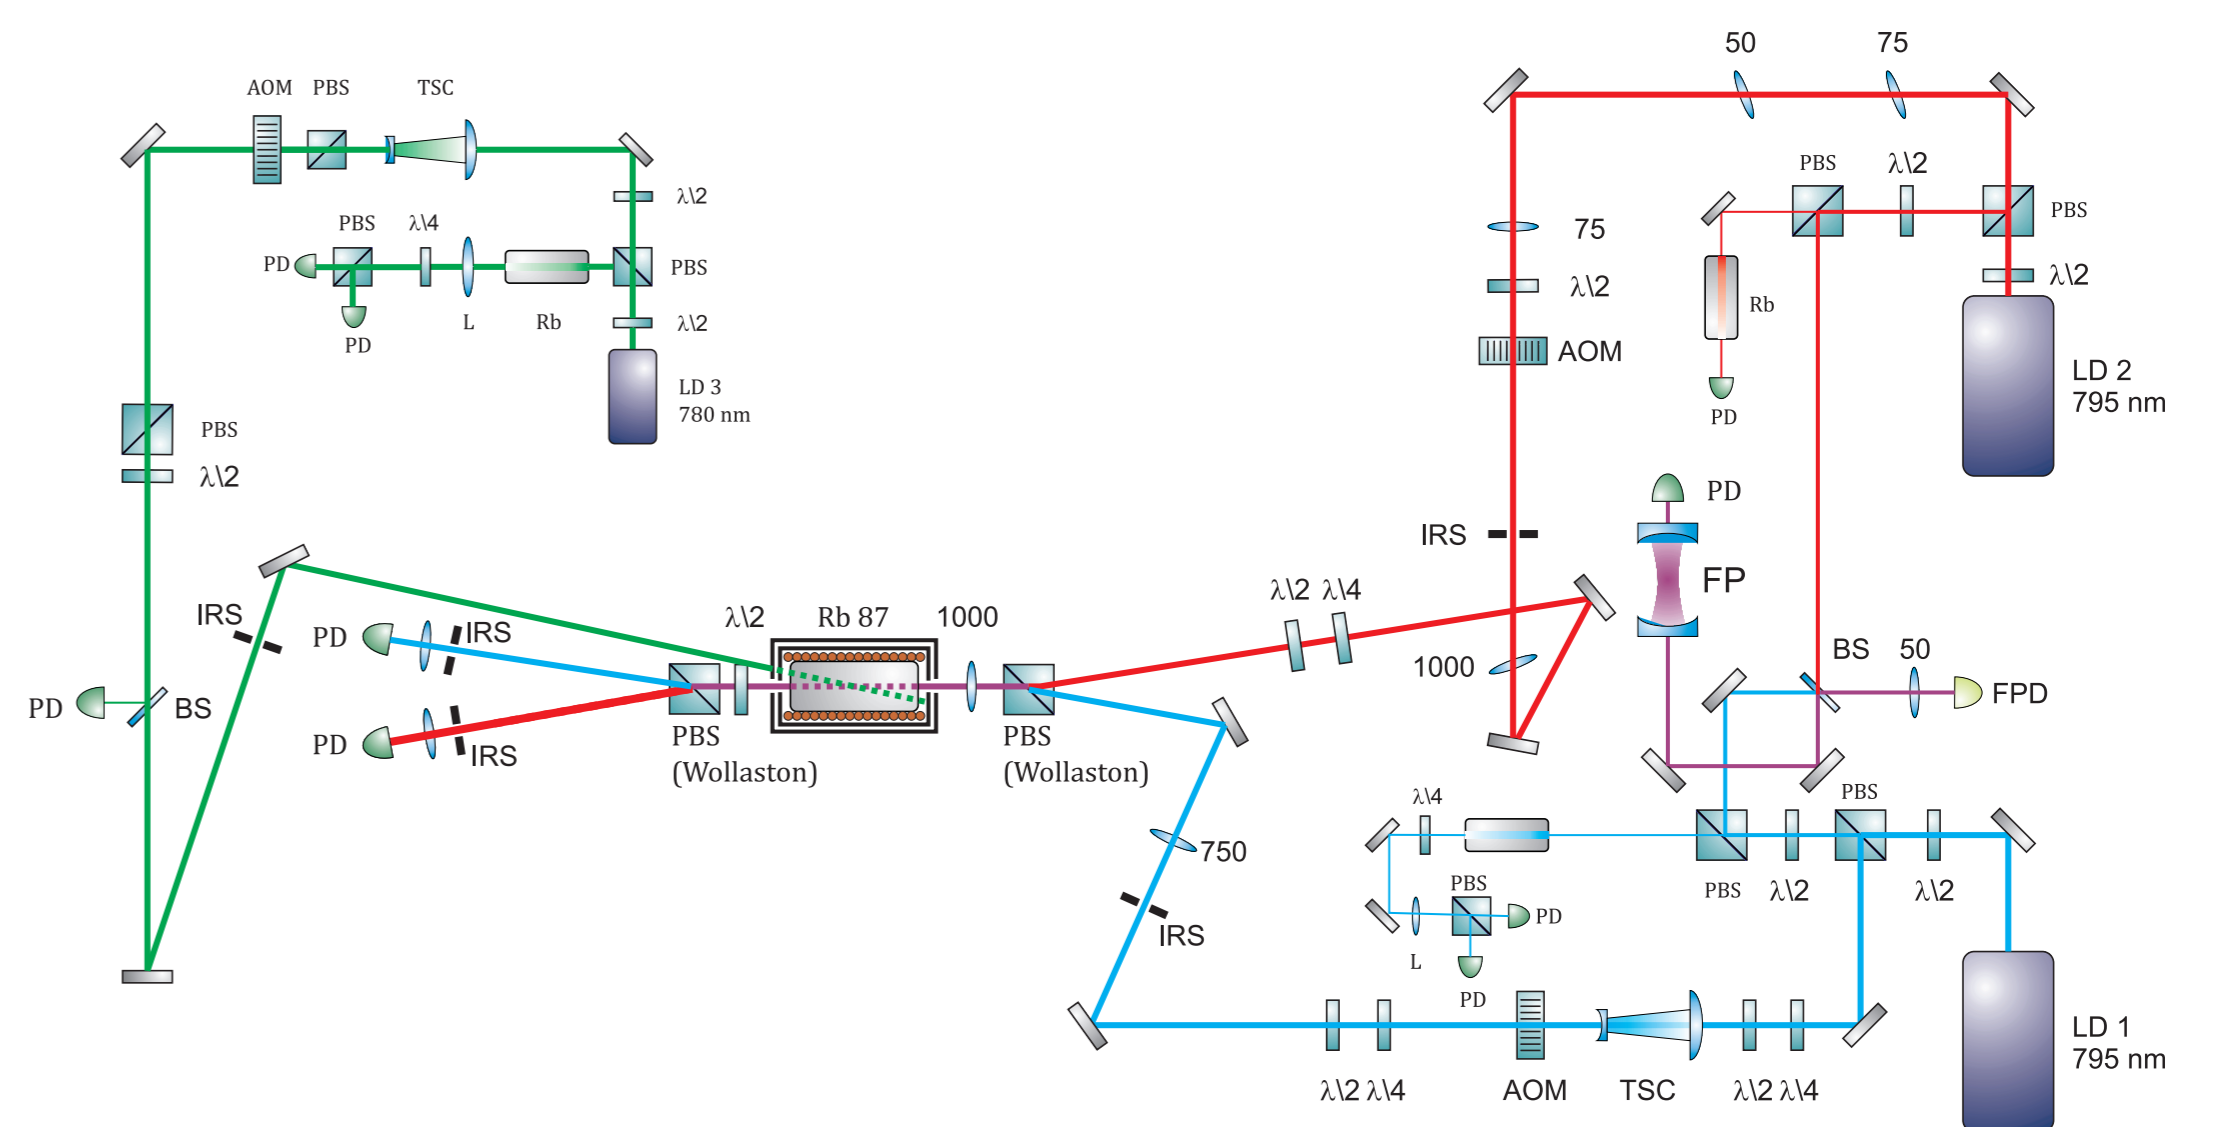 50 75
AOM PBS TSC
PBS λ\2
λ\2
PBS
PBS λ\4
75
PD
PBS
λ\2
λ\2
Rb
L Rb
λ\2
PD
AOM
PD
LD 3
780 nm
LD 2
795 nm
PBS
λ\2
PD
IRS
FP
λ\2 λ\4
IRS
λ\2 Rb 87 1000
PD
IRS
1000
BS 50
PD BS
FPD
PD
IRS
PBS
(Wollaston)
PBS
(Wollaston)
λ\4
PBS
750
PBS
PBS λ\2 λ\2
PD
IRS
L
PD
LD 1
795 nm
λ\2 λ\4 AOM TSC λ\2 λ\4